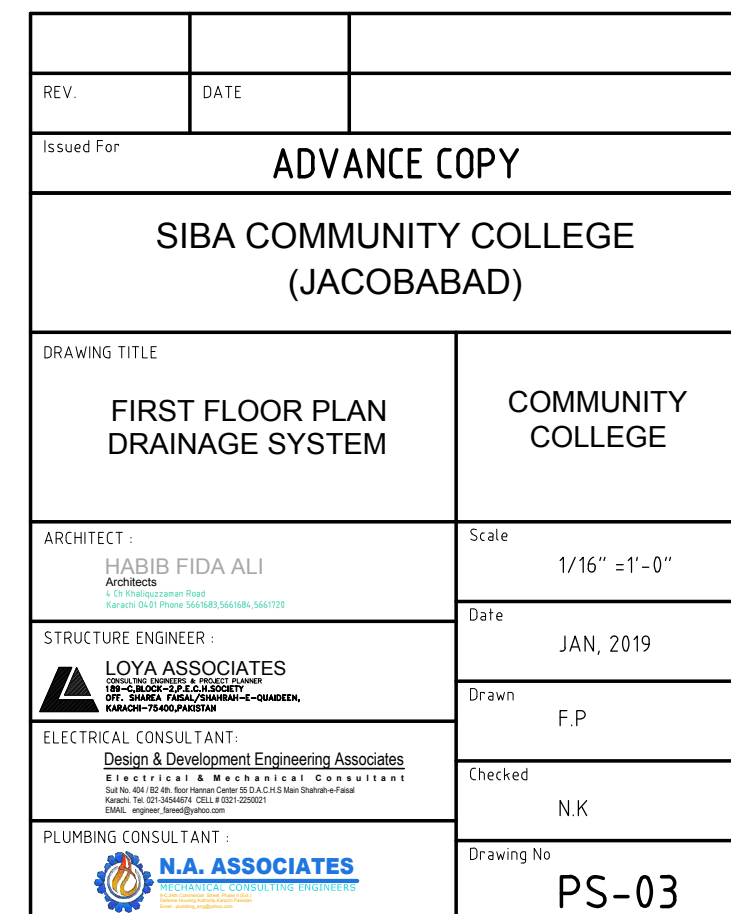 REV.
DATE
Issued For
ADVANCE COPY
SIBA COMMUNITY COLLEGE
(JACOBABAD)
DRAWING TITLE
FIRST FLOOR PLAN
DRAINAGE SYSTEM
COMMUNITY
COLLEGE
ARCHITECT :
HABIB FIDA ALI
Architects
4 Ch Khaliquzzaman Road
Karachi 0401 Phone 5661683,5661684,5661720
STRUCTURE ENGINEER :
LOYA ASSOCIATES
CONSULTING ENGINEERS & PROJECT PLANNER
189-C,BLOCK-2,P.E.C.H.SOCIETY
OFF. SHAREA FAISAL/SHAHRAH-E-QUAIDEEN,
KARACHI-75400,PAKISTAN
ELECTRICAL CONSULTANT:
Design & Development Engineering Associates
Electrical & Mechanical Consultant
Suit No. 404 / B2 4th. floor Hannan Center 55 D.A.C.H.S Main Shahrah-e-Faisal
Karachi. Tel. 021-34544674 CELL # 0321-2250021
EMAIL engineer_fareed@yahoo.com
PLUMBING CONSULTANT :
N.A. ASSOCIATES
MECHANICAL CONSULTING ENGINEERS
Scale
1/16'' =1'-0''
Date
JAN, 2019
Drawn
F.P
Checked
N.K
Drawing No
PS-03